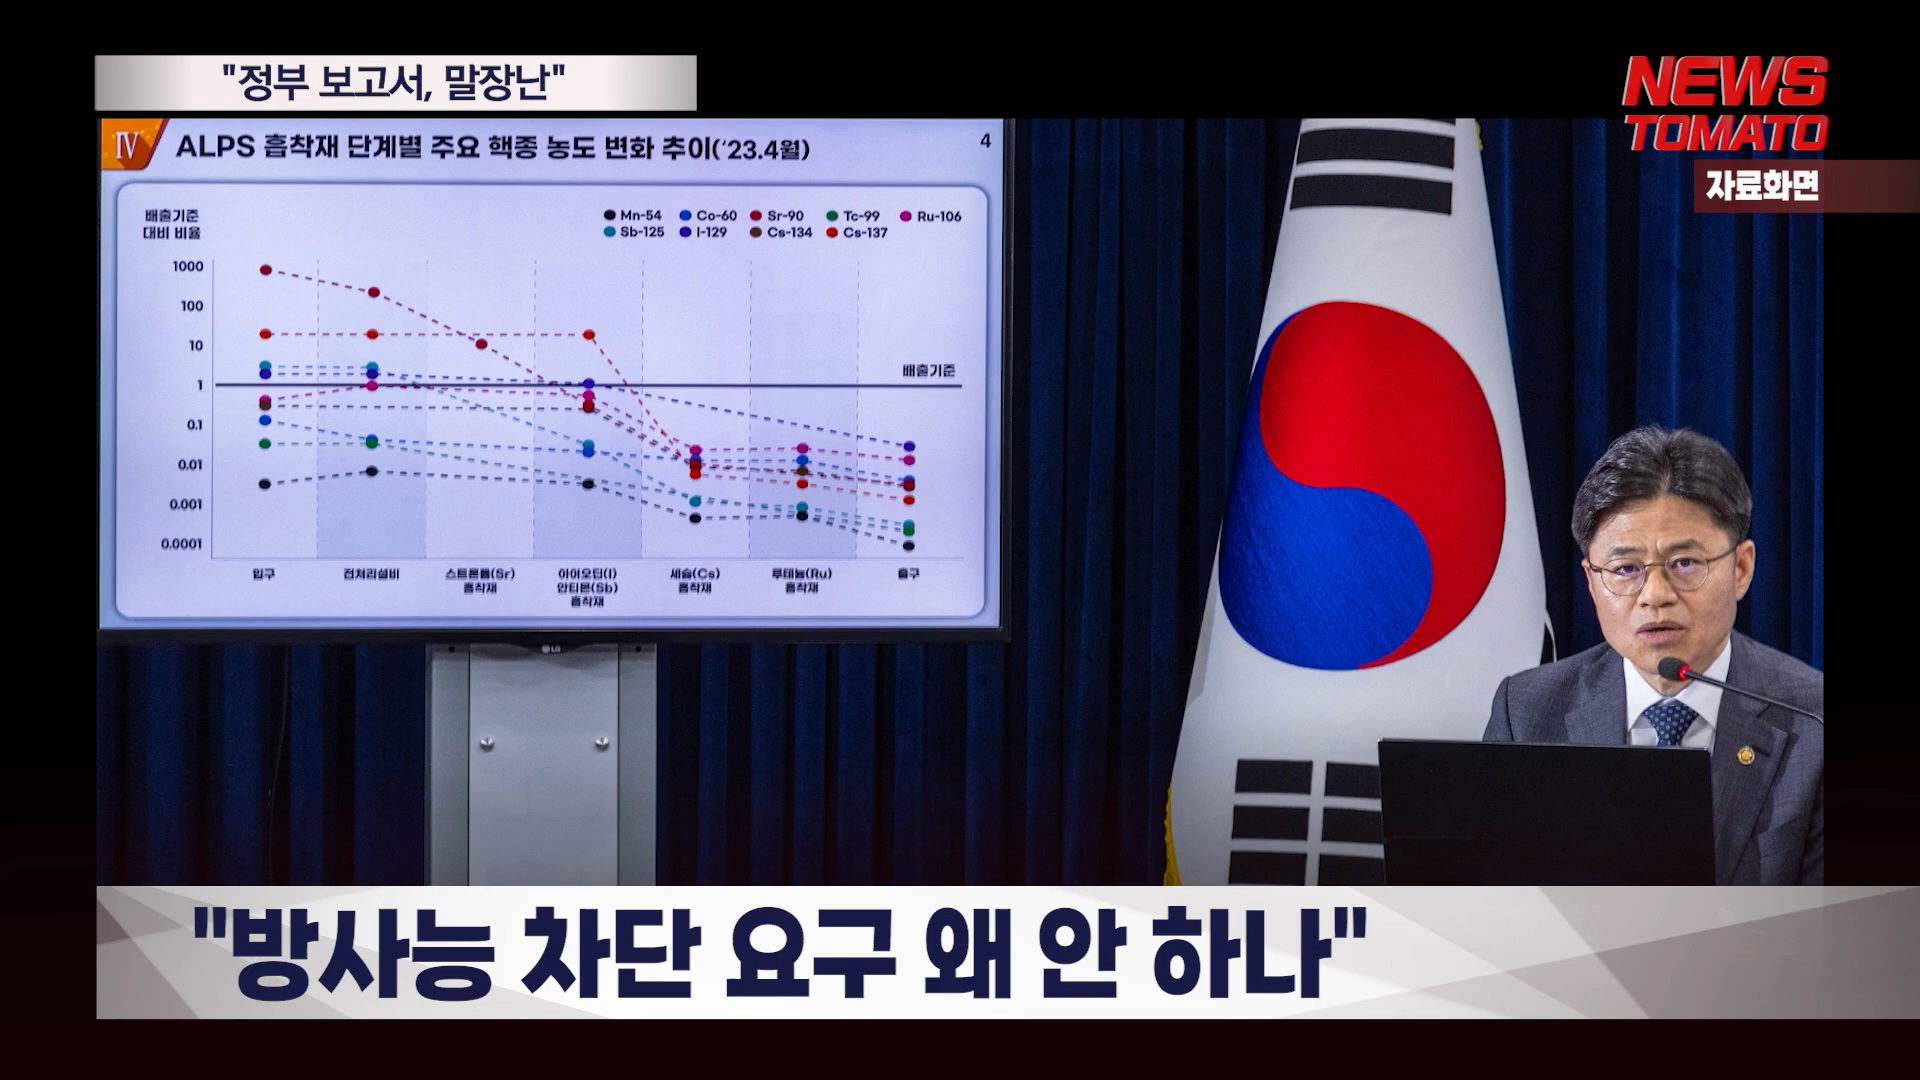 "정부 보고서, 말장난"
NEWS
TOMATO
자료화면
IV ALPS 흡착재 단계별 주요 핵종 농도 변화 추이('23.4월) 4
배출기준
대비 비율
Mn-54 Co-60 Sr-90 Tc-99 Ru-106
Sb-125 I-129 Cs-134 Cs-137
1000
100
10
1
0.1
0.01
0.001
0.0001
배출기준
입구
전처리설비
스트론튬(Sr)
흡착재
아이오딘(I)
안티몬(Sb)
흡착재
세슘(Cs)
흡착재
루테늄(Ru)
흡착재
출구
LG
"방사능 차단 요구 왜 안 하나"